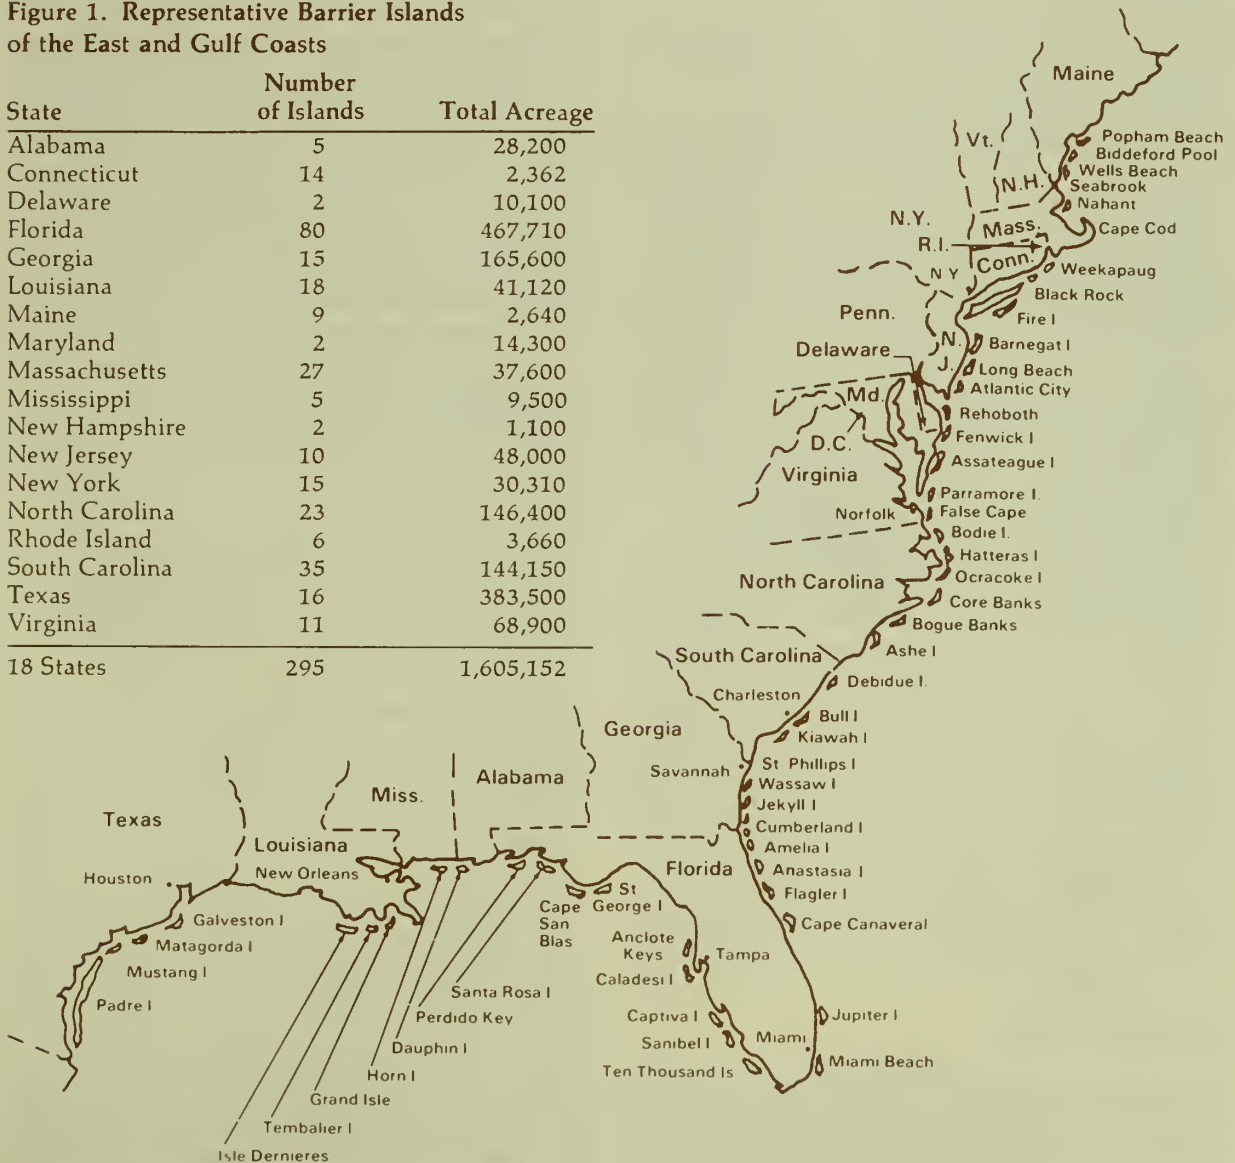 Figure 1. Representative Barrier Islands
of the East and Gulf Coasts
Number
State of Islands Total Acreage
Alabama 5 28,200
Connecticut 14 2,362
Delaware 2 10,100
Florida 80 467,710
Georgia 15 165,600
Louisiana 18 41,120
Maine 9 2,640
Maryland 2 14,300
Massachusetts 27 37,600
Mississippi 5 9,500
New Hampshire 2 1,100
New Jersey 10 48,000
New York 15 30,310
North Carolina 23 146,400
Rhode Island 6 3,660
South Carolina 35 144,150
Texas 16 383,500
Virginia 11 68,900
18 States 295 1,605,152
Maine
Vt.
Popham Beach
Biddeford Pool
Wells Beach
N.H.
Seabrook
Nahant
N.Y.
Mass.
Cape Cod
R.I.
Conn.
N Y
Weekapaug
Black Rock
Fire I
Penn.
N.
J.
Barnegat I
Delaware
Long Beach
Atlantic City
Md.
Rehoboth
D.C.
Fenwick I
Virginia
Assateague I
Parramore I.
Norfolk
False Cape
Bodie I.
Hatteras I
North Carolina
Ocracoke I
Core Banks
Bogue Banks
Ashe I
South Carolina
Debidue I.
Charleston
Bull I
Kiawah I
Georgia
Savannah
St Phillips I
Wassaw I
Jekyll I
Cumberland I
Amelia I
Anastasia I
Flagler I
Cape Canaveral
Florida
Alabama
Miss.
Texas
Louisiana
New Orleans
Houston
Galveston I
Matagorda I
Mustang I
Padre I
Cape
San
Blas
St
George I
Anclote
Keys
Tampa
Caladesi I
Santa Rosa I
Perdido Key
Dauphin I
Horn I
Grand Isle
Tembalier I
Isle Dernieres
Captiva I
Sanibel I
Miami
Ten Thousand Is
Jupiter I
Miami Beach